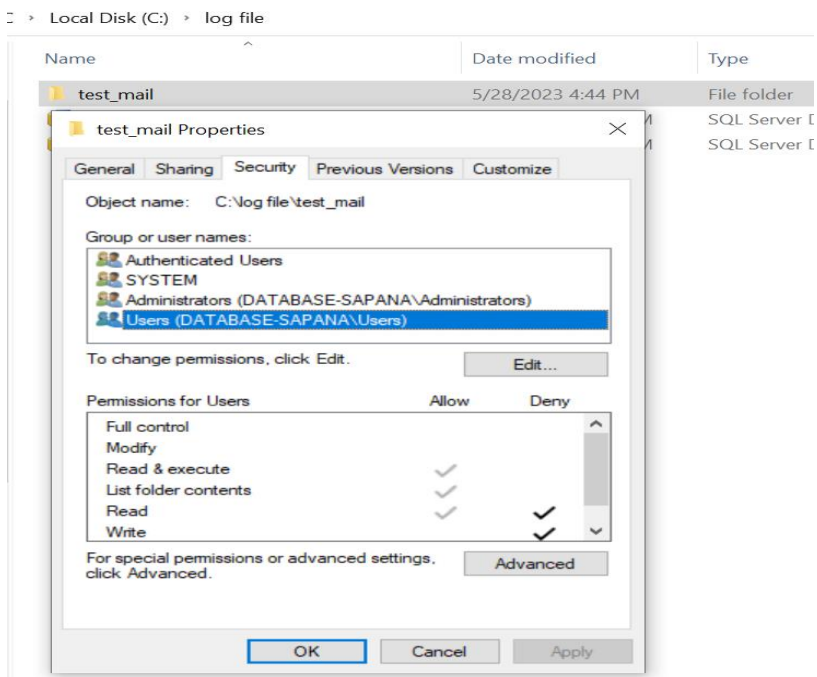 Local Disk (C:) › log file
Name Date modified Type
test_mail 5/28/2023 4:44 PM File folder
M SQL Server D
M SQL Server D
test_mail Properties
General Sharing Security Previous Versions Customize
Object name: C:\log file\test_mail
Group or user names:
Authenticated Users
SYSTEM
Administrators (DATABASE-SAPANA\Administrators)
Users (DATABASE-SAPANA\Users)
To change permissions, click Edit.
Edit...
Permissions for Users Allow Deny
Full control
Modify
Read & execute
List folder contents
Read
Write
For special permissions or advanced settings,
click Advanced.
Advanced
OK Cancel Apply